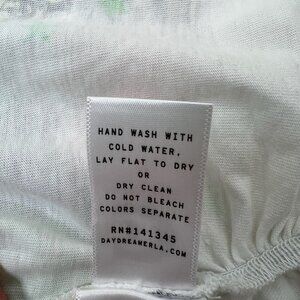 HAND WASH WITH
COLD WATER,
LAY FLAT TO DRY
OR
DRY CLEAN
DO NOT BLEACH
COLORS SEPARATE
RN#141345
DAYDREAMERLA.COM